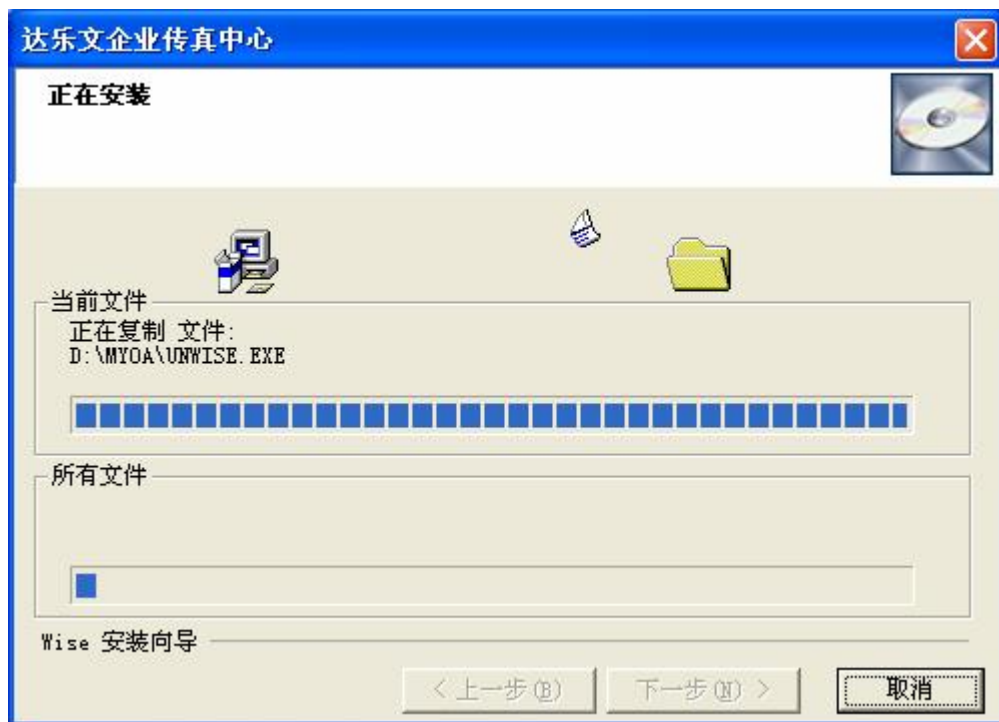 达乐文企业传真中心
正在安装
当前文件
正在复制 文件:
D:\MYOA\UNWISE.EXE
所有文件
Wise 安装向导
< 上一步(B)
下一步(N) >
取消